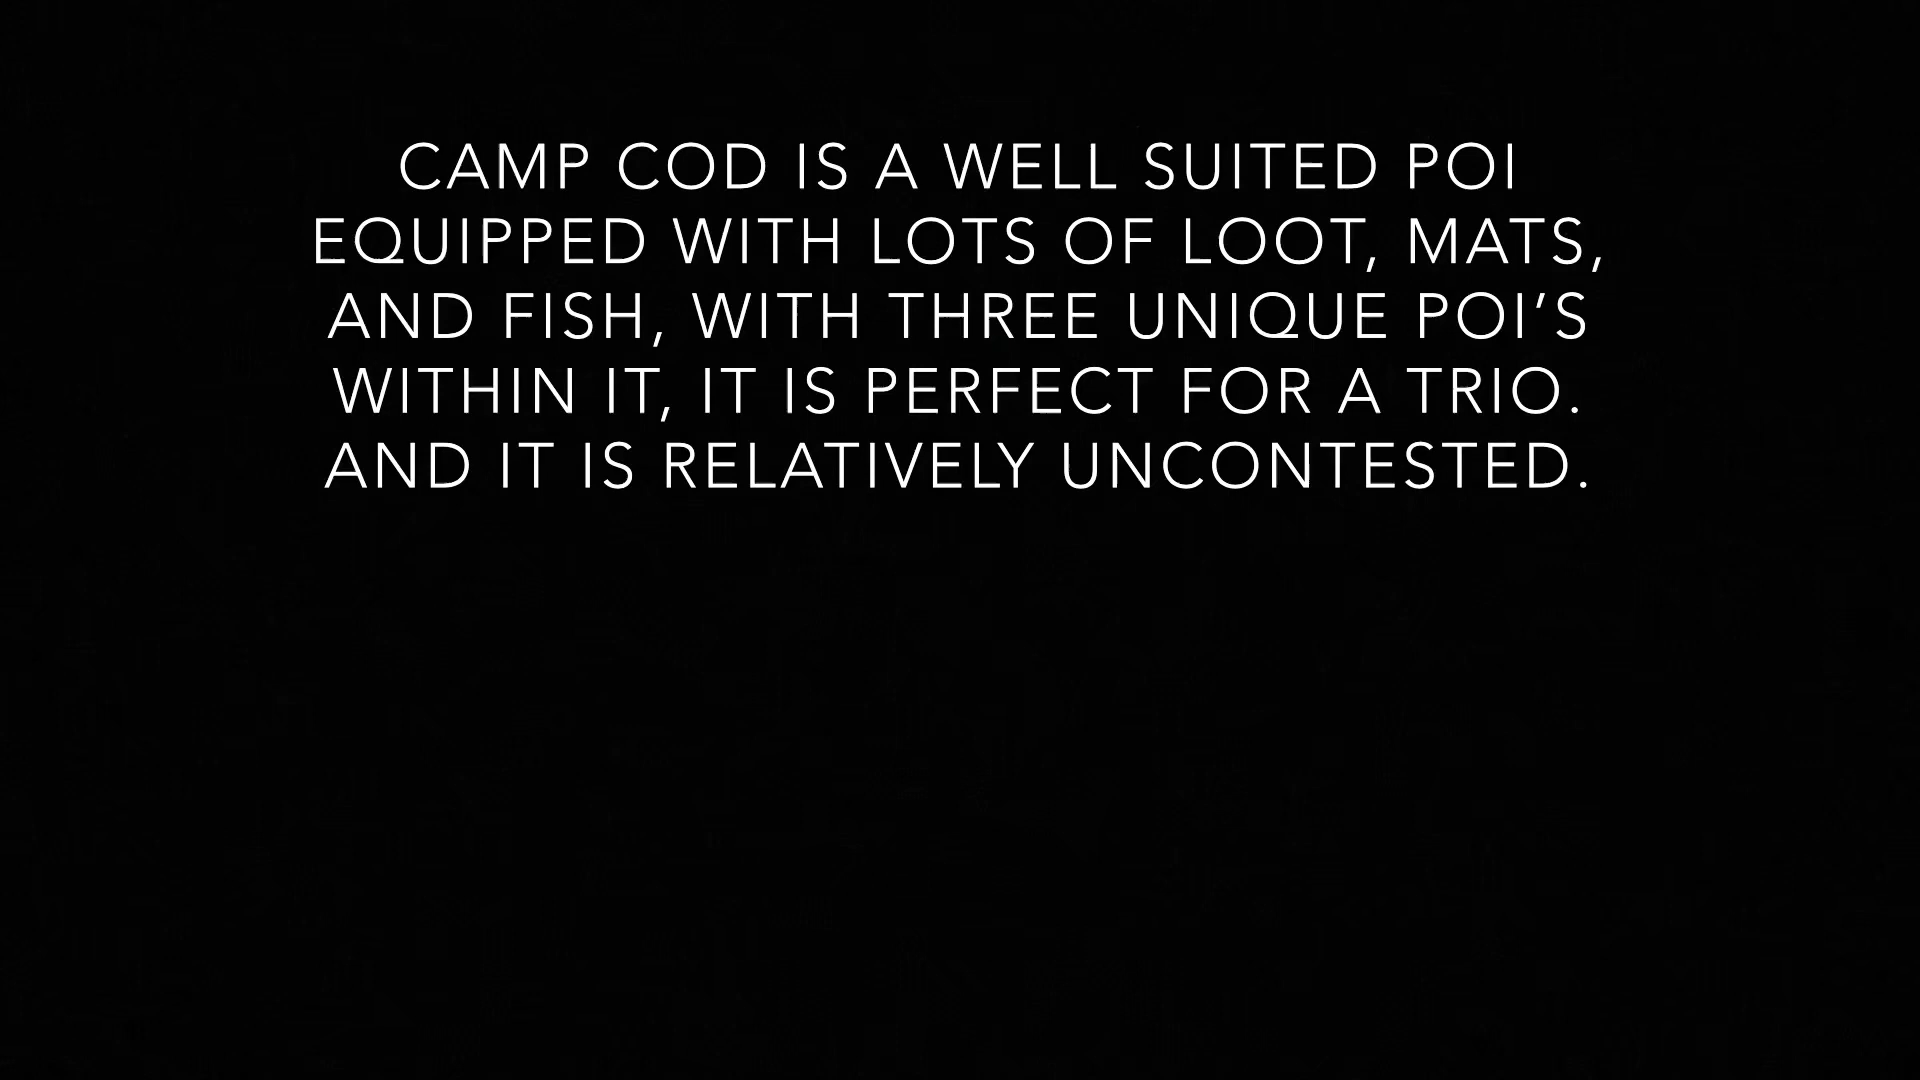 CAMP COD IS A WELL SUITED POI
EQUIPPED WITH LOTS OF LOOT, MATS,
AND FISH, WITH THREE UNIQUE POI’S
WITHIN IT, IT IS PERFECT FOR A TRIO.
AND IT IS RELATIVELY UNCONTESTED.